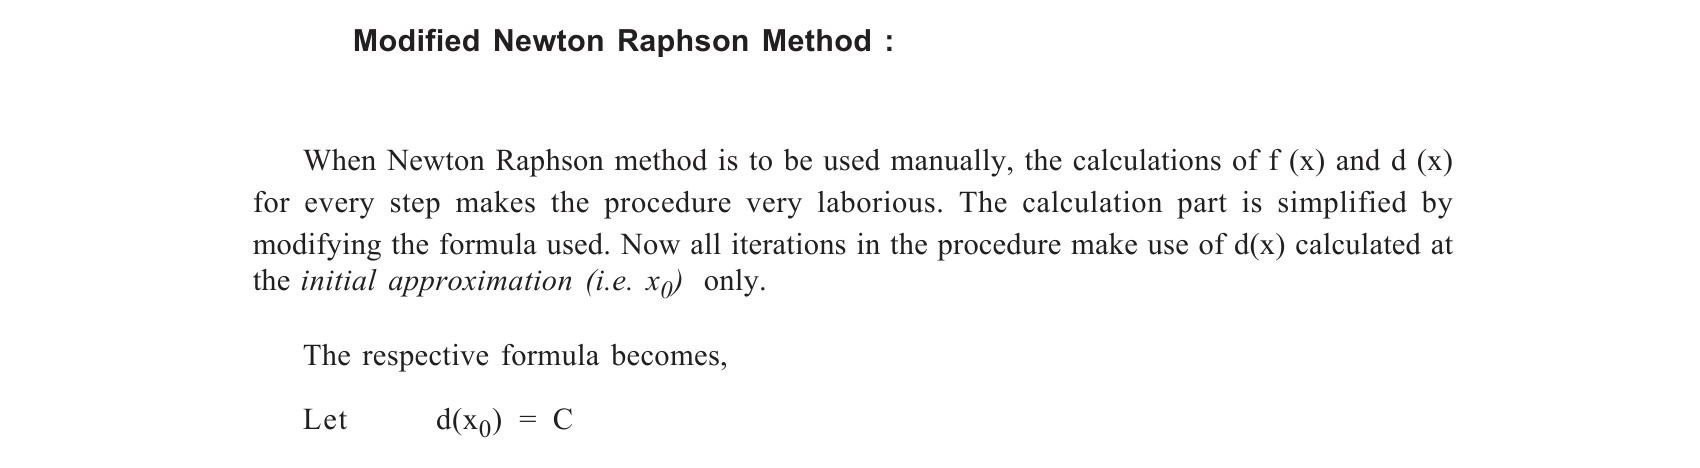 Modified Newton Raphson Method :
When Newton Raphson method is to be used manually, the calculations of f (x) and d (x)
for every step makes the procedure very laborious. The calculation part is simplified by
modifying the formula used. Now all iterations in the procedure make use of d(x) calculated at
the initial approximation (i.e. x₀) only.
The respective formula becomes,
Let d(x₀) = C